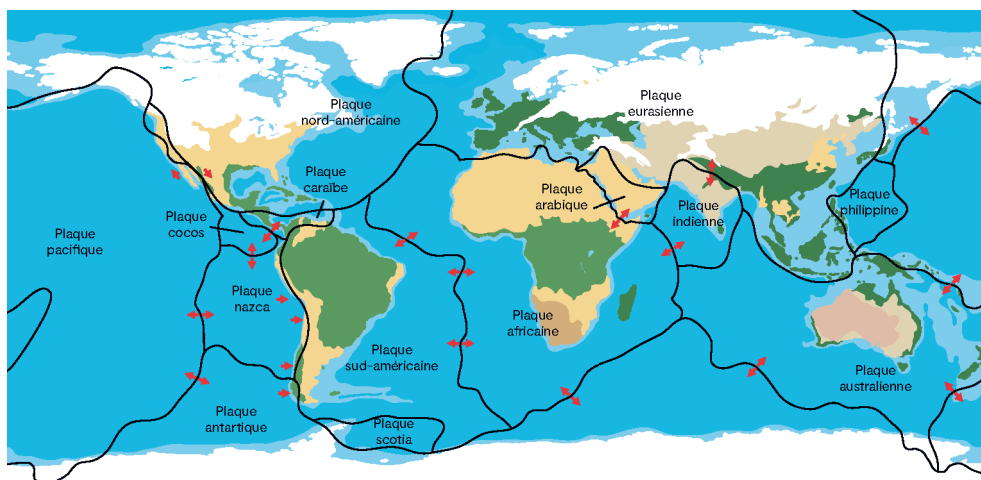 Plaque
nord-américaine
Plaque
eurasienne
Plaque
caraïbe
Plaque
arabique
Plaque
cocos
Plaque
indienne
Plaque
philippine
Plaque
pacifique
Plaque
nazca
Plaque
africaine
Plaque
sud-américaine
Plaque
australienne
Plaque
antartique
Plaque
scotia